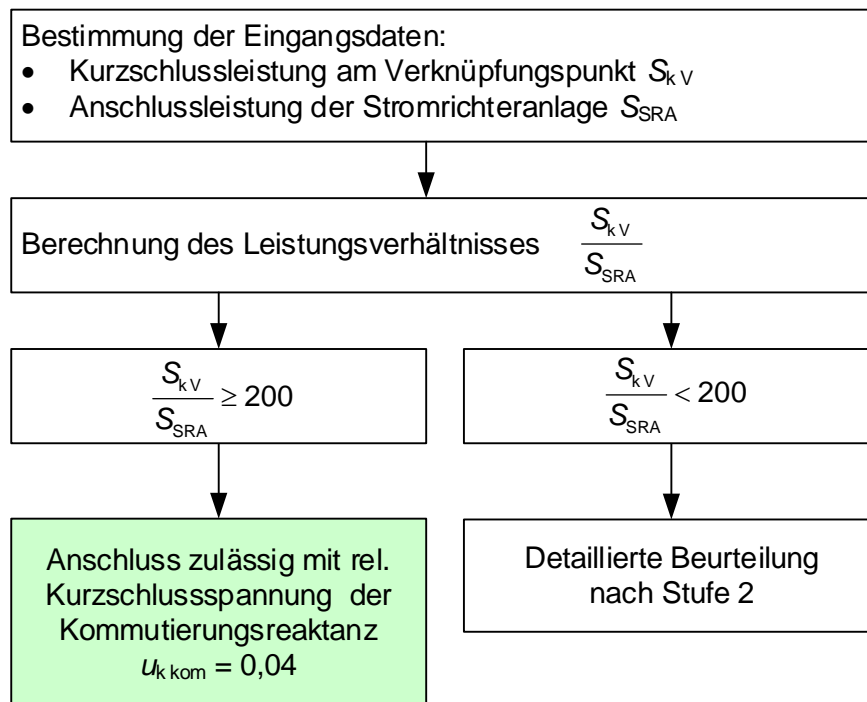 Bestimmung der Eingangsdaten:
• Kurzschlussleistung am Verknüpfungspunkt S_kV
• Anschlussleistung der Stromrichteranlage S_SRA
Berechnung des Leistungsverhältnisses S_kV / S_SRA
S_kV / S_SRA ≥ 200
S_kV / S_SRA < 200
Anschluss zulässig mit rel.
Kurzschlussspannung der
Kommutierungsreaktanz
u_k kom = 0,04
Detaillierte Beurteilung
nach Stufe 2